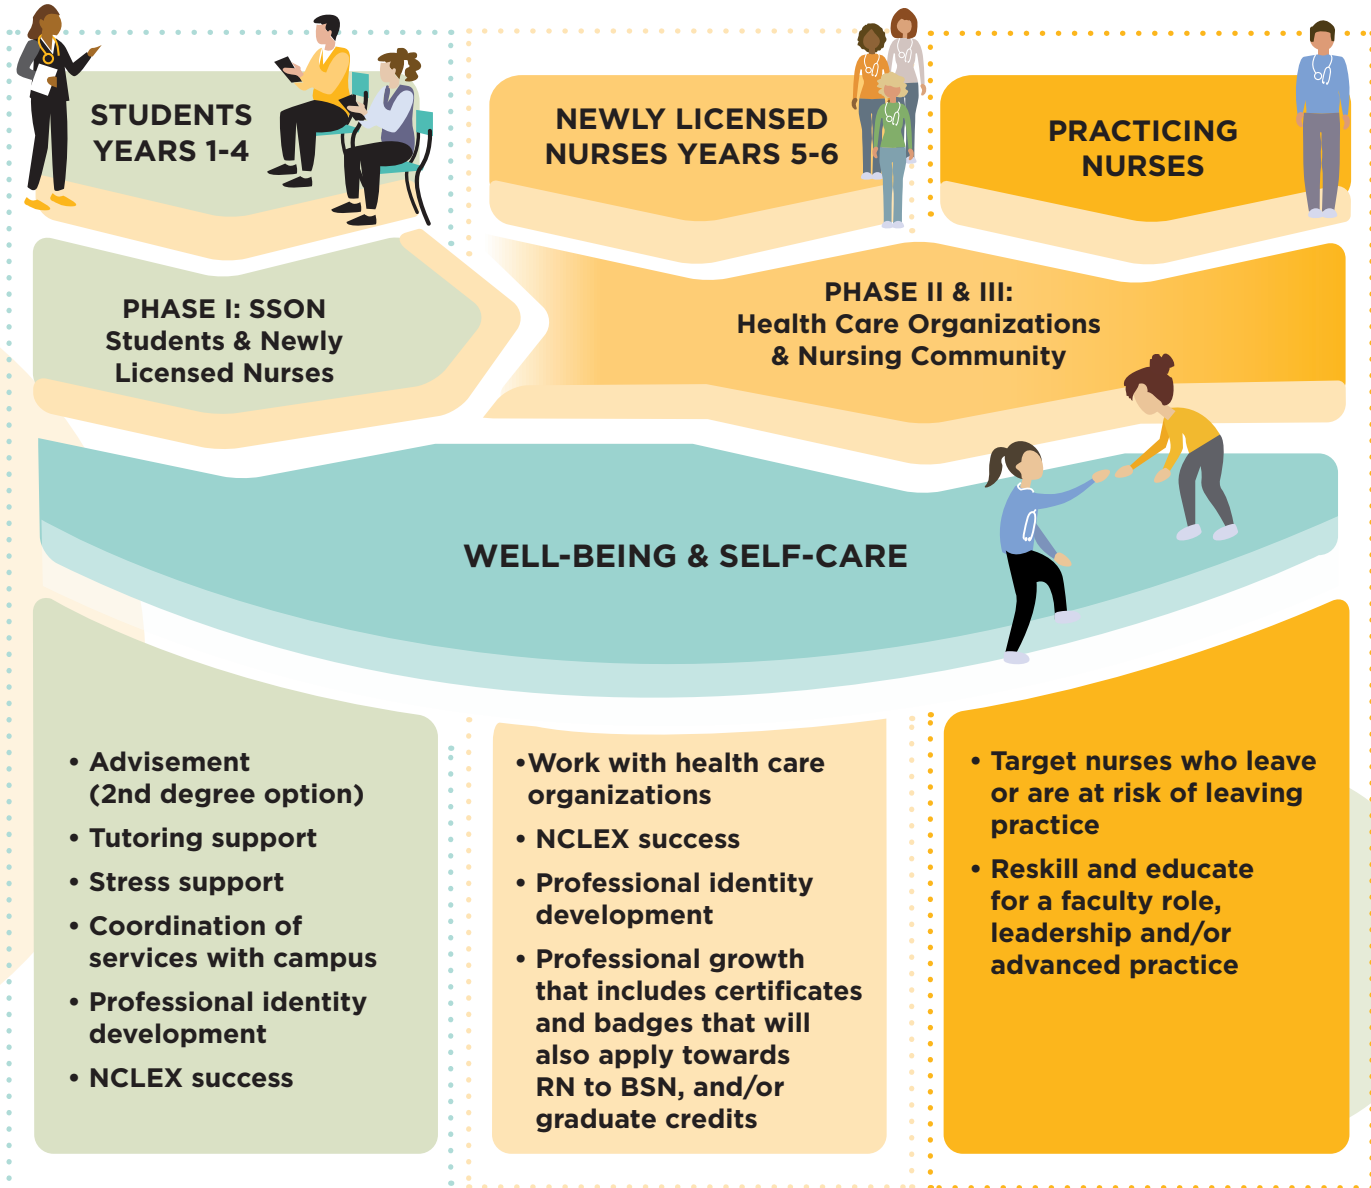 STUDENTS
YEARS 1-4
NEWLY LICENSED
NURSES YEARS 5-6
PRACTICING
NURSES
PHASE I: SSON
Students & Newly
Licensed Nurses
PHASE II & III:
Health Care Organizations
& Nursing Community
WELL-BEING & SELF-CARE
• Advisement
(2nd degree option)
• Tutoring support
• Stress support
• Coordination of
services with campus
• Professional identity
development
• NCLEX success
•Work with health care
organizations
• NCLEX success
• Professional identity
development
• Professional growth
that includes certificates
and badges that will
also apply towards
RN to BSN, and/or
graduate credits
• Target nurses who leave
or are at risk of leaving
practice
• Reskill and educate
for a faculty role,
leadership and/or
advanced practice